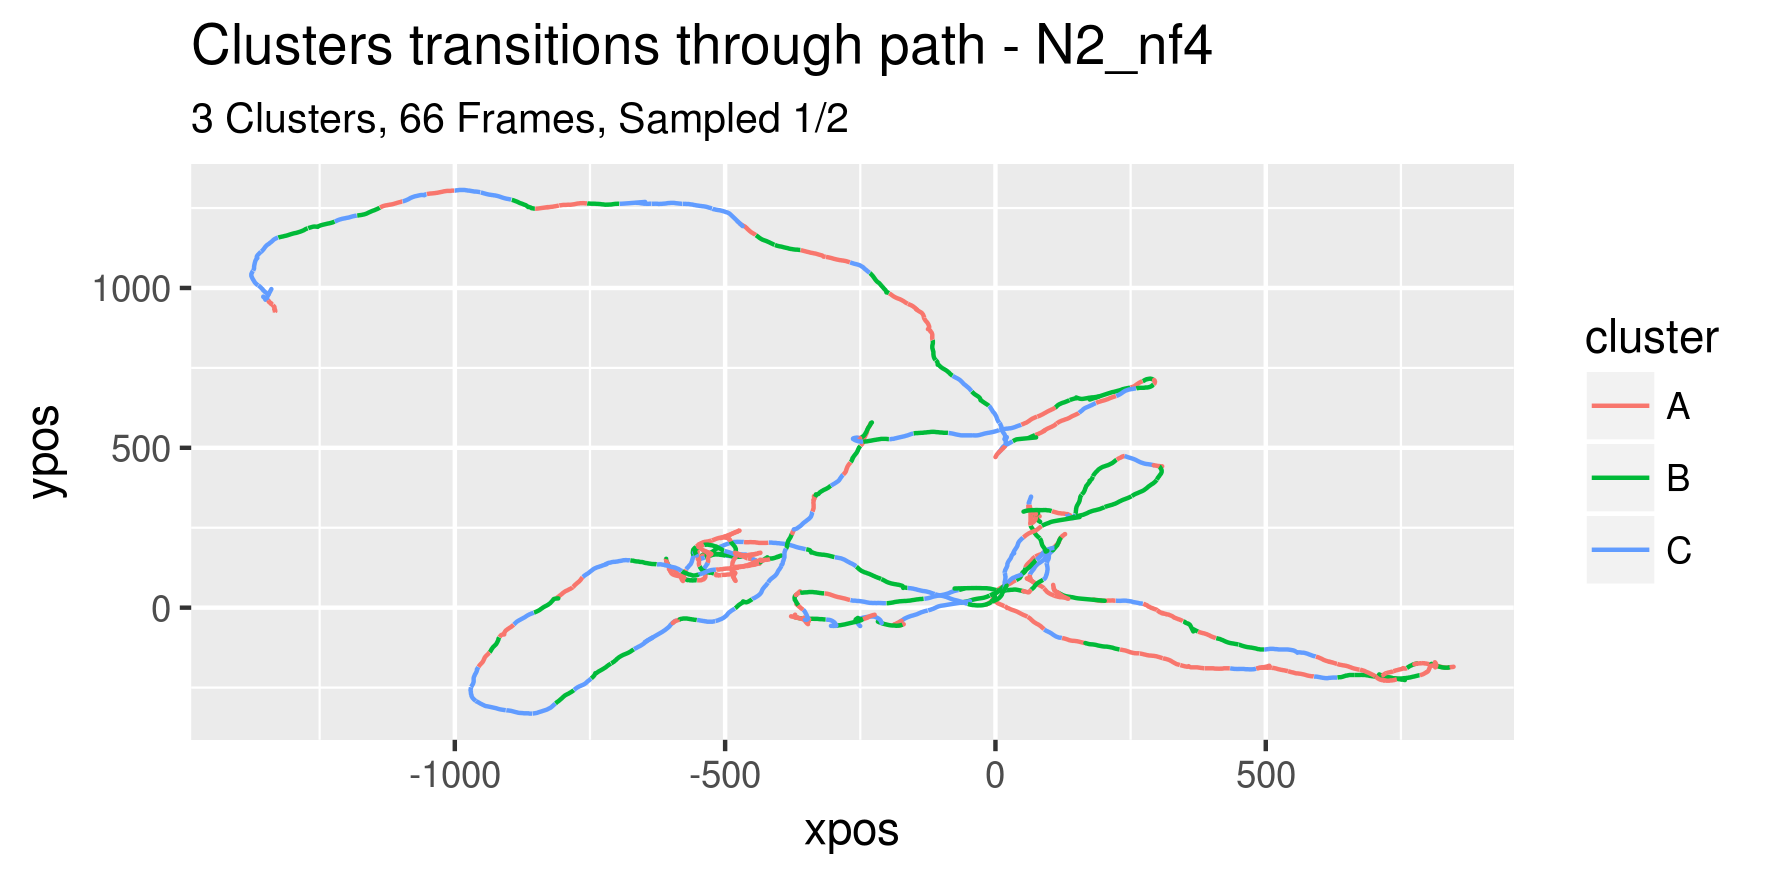 Clusters transitions through path - N2_nf4
3 Clusters, 66 Frames, Sampled 1/2
1000
500
0
ypos
-1000
-500
0
500
xpos
cluster
A
B
C